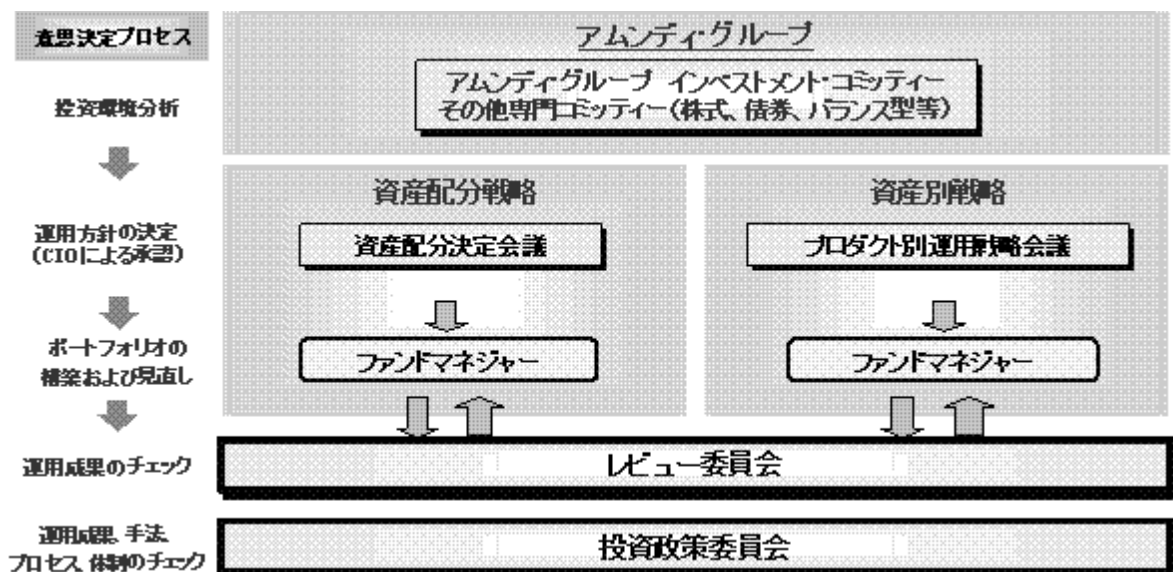 意思決定プロセス
アムンディ・グループ
アムンディ・グループ インベストメント・コミッティー
その他専門コミッティー(株式、債券、バランス型等)
投資環境分析
資産配分戦略
資産別戦略
運用方針の決定
(CIOによる承認)
資産配分決定会議
プロダクト別運用戦略会議
ポートフォリオの
構築および見直し
ファンドマネジャー
ファンドマネジャー
運用成果のチェック
レビュー委員会
運用成果、手法、
プロセス、体制のチェック
投資政策委員会